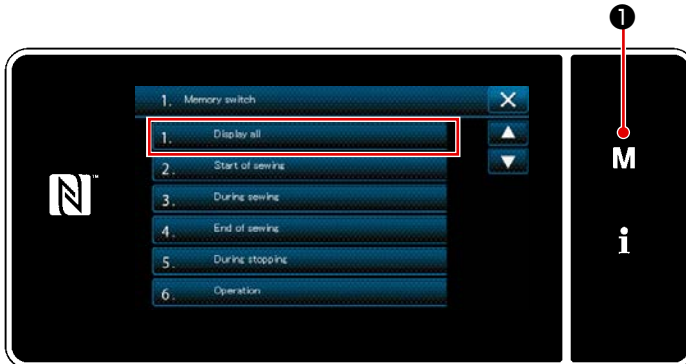 ❶
1. Memory switch
1. Display all
2. Start of sewing
3. During sewing
4. End of sewing
5. During stopping
6. Operation
M
i